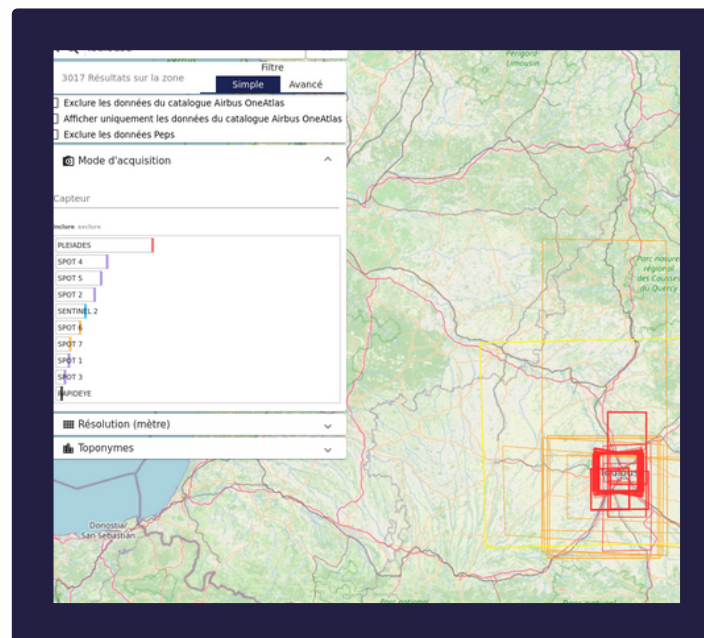 Filtre
3017 Résultats sur la zone
Simple Avancé
Exclure les données du catalogue Airbus OneAtlas
Afficher uniquement les données du catalogue Airbus OneAtlas
Exclure les données Peps
Mode d'acquisition
Capteur
inclure exclure
PLEIADES
SPOT 4
SPOT 5
SPOT 2
SENTINEL 2
SPOT 6
SPOT 7
SPOT 1
SPOT 3
RAPIDEYE
Résolution (mètre)
Toponymes
Périgord
Limousin
Parc naturel
régional
des Causses
du Quercy
Toulouse
Donostia/
San Sebastián